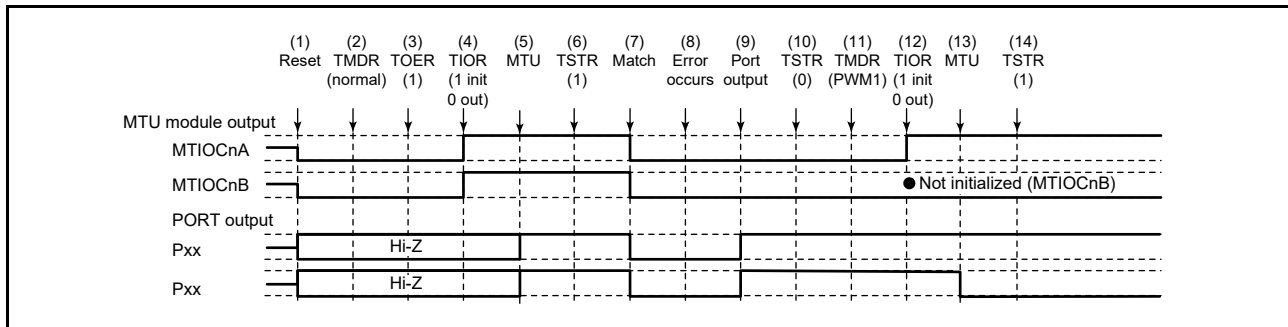 (1) (2) (3) (4) (5) (6) (7) (8) (9) (10) (11) (12) (13) (14)
Reset TMDR TOER TIOR MTU TSTR Match Error Port TSTR TMDR TIOR MTU TSTR
(normal) (1) (1 init (1) occurs output (0) (PWM1) (1 init (1)
0 out) 0 out)
MTU module output
MTIOCnA
MTIOCnB ● Not initialized (MTIOCnB)
PORT output
Pxx Hi-Z
Pxx Hi-Z